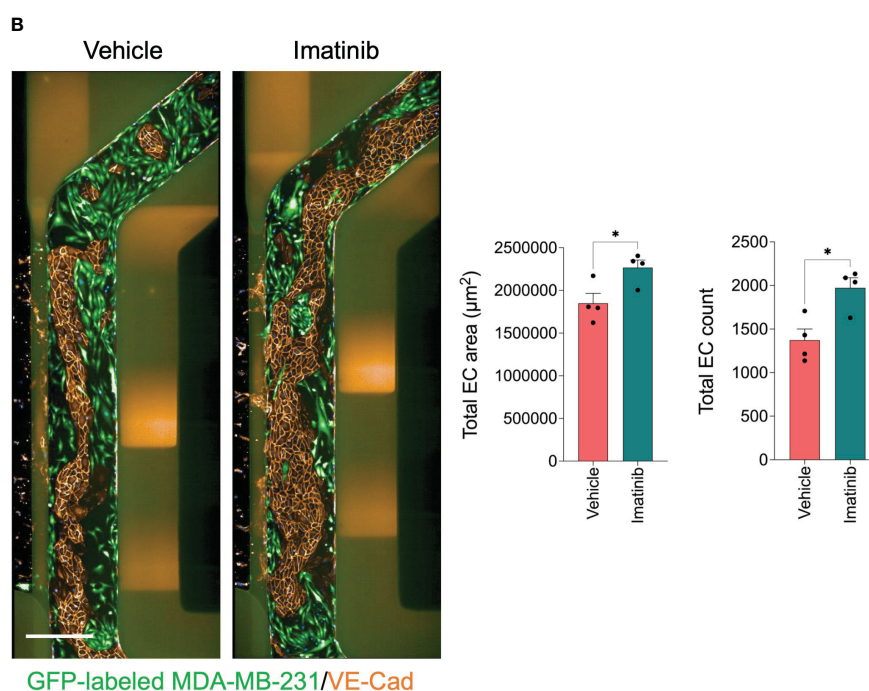 B
Vehicle
Imatinib
GFP-labeled MDA-MB-231/VE-Cad
Total EC area (µm²)
2500000
2000000
1500000
1000000
500000
0
*
Vehicle
Imatinib
Total EC count
2500
2000
1500
1000
500
0
*
Vehicle
Imatinib